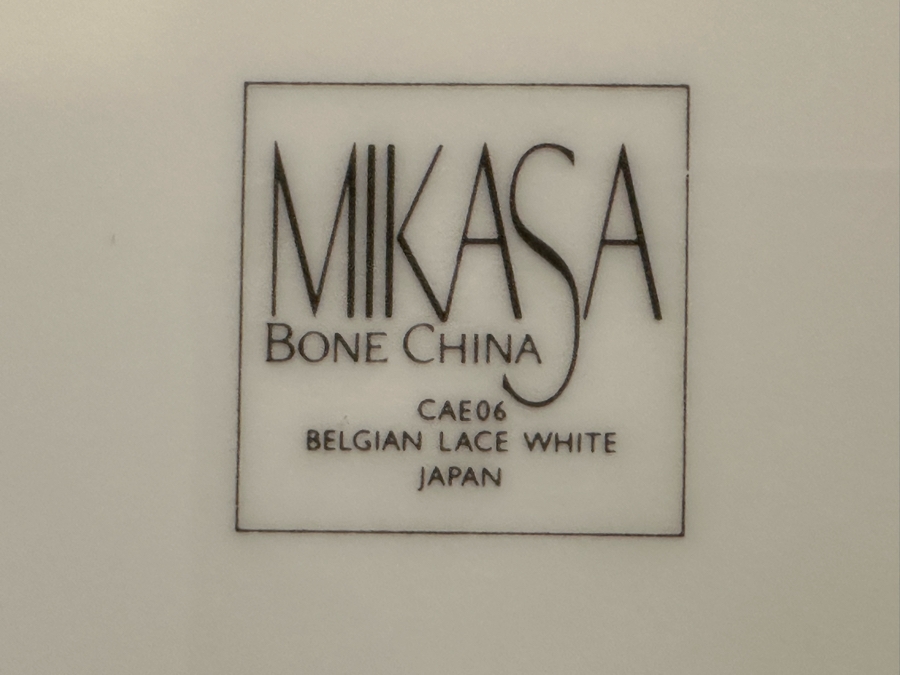 MIKASA
BONE CHINA
CAE06
BELGIAN LACE WHITE
JAPAN